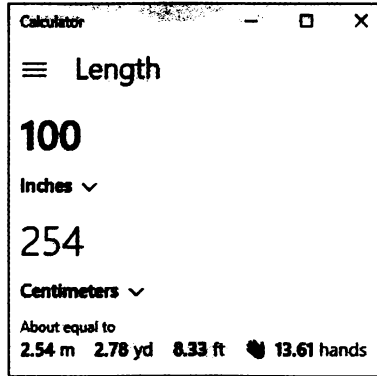 Calculator
Length
100
Inches
254
Centimeters
About equal to
2.54 m 2.78 yd 8.33 ft 13.61 hands